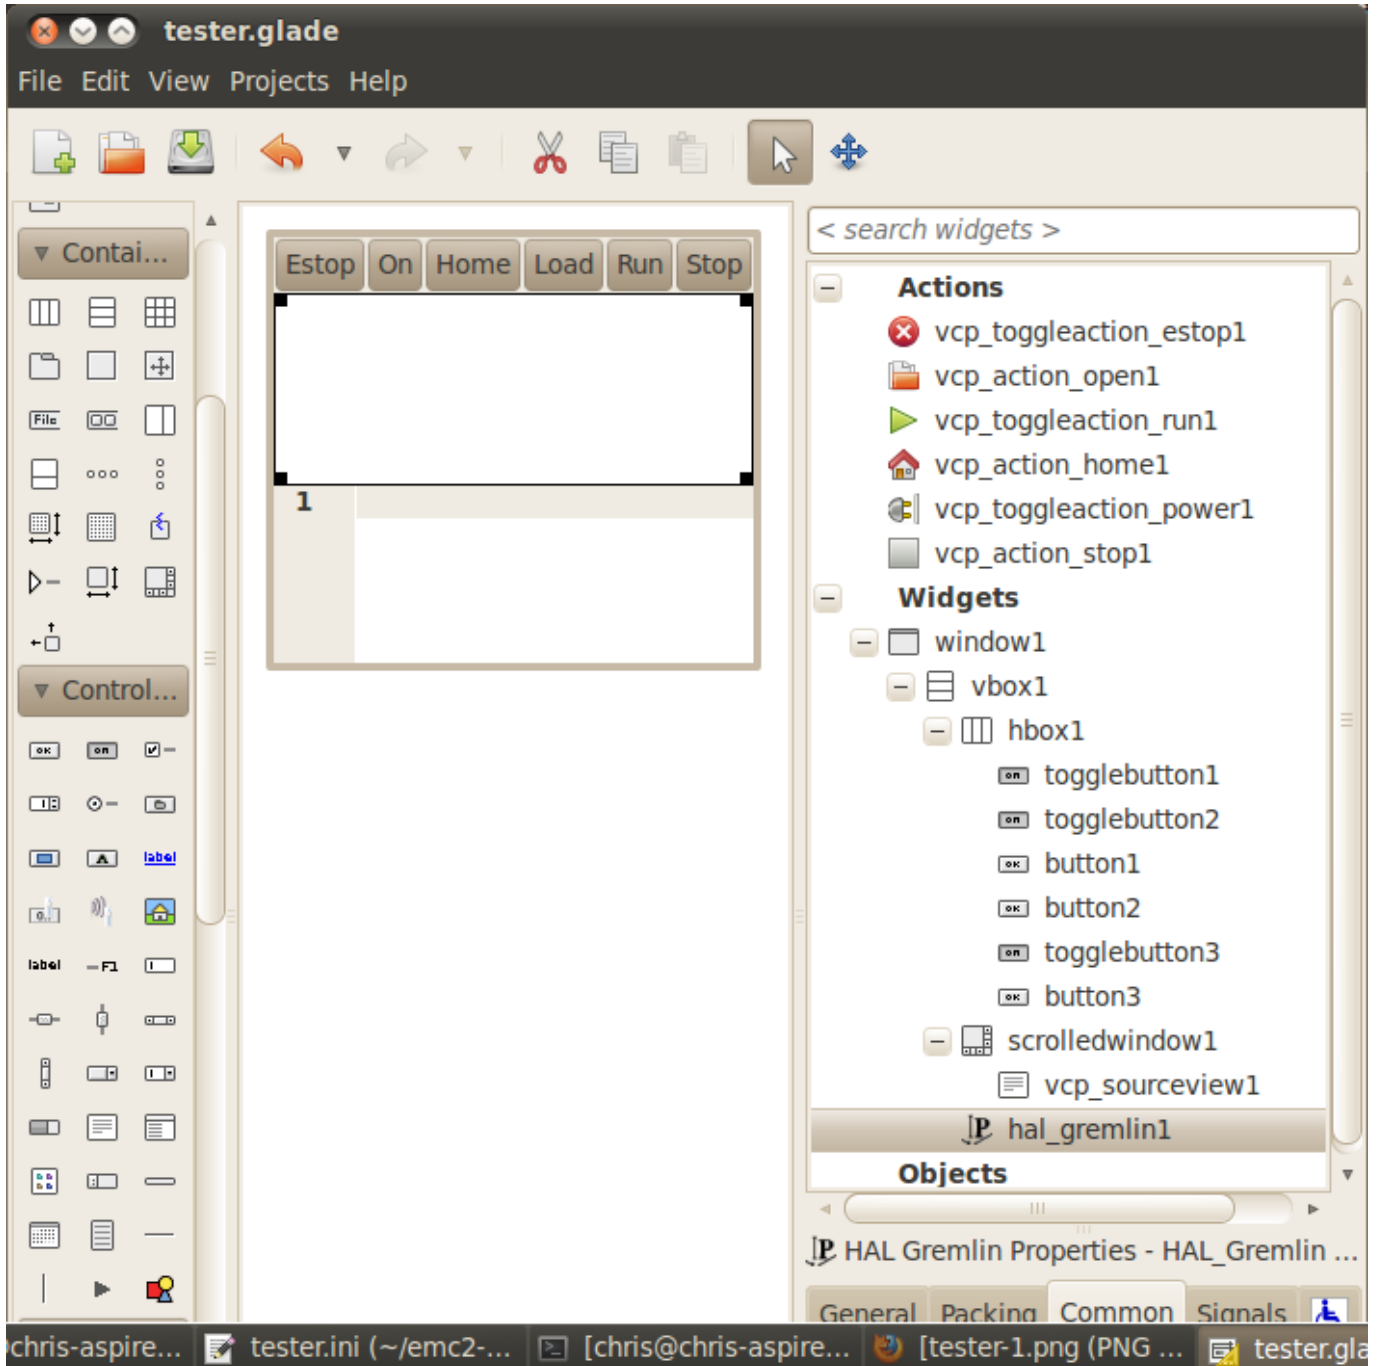 tester.glade
File Edit View Projects Help
< search widgets >
Contai...
Estop On Home Load Run Stop
Actions
vcp_toggleaction_estop1
vcp_action_open1
vcp_toggleaction_run1
vcp_action_home1
vcp_toggleaction_power1
vcp_action_stop1
File
1
Widgets
window1
vbox1
hbox1
togglebutton1
togglebutton2
button1
button2
togglebutton3
button3
scrolledwindow1
vcp_sourceview1
hal_gremlin1
Objects
Control...
OK on
label
label F1
HAL Gremlin Properties - HAL_Gremlin ...
General Packing Common Signals
chris-aspire... tester.ini (~/emc2-... [chris@chris-aspire... [tester-1.png (PNG ... tester.gla